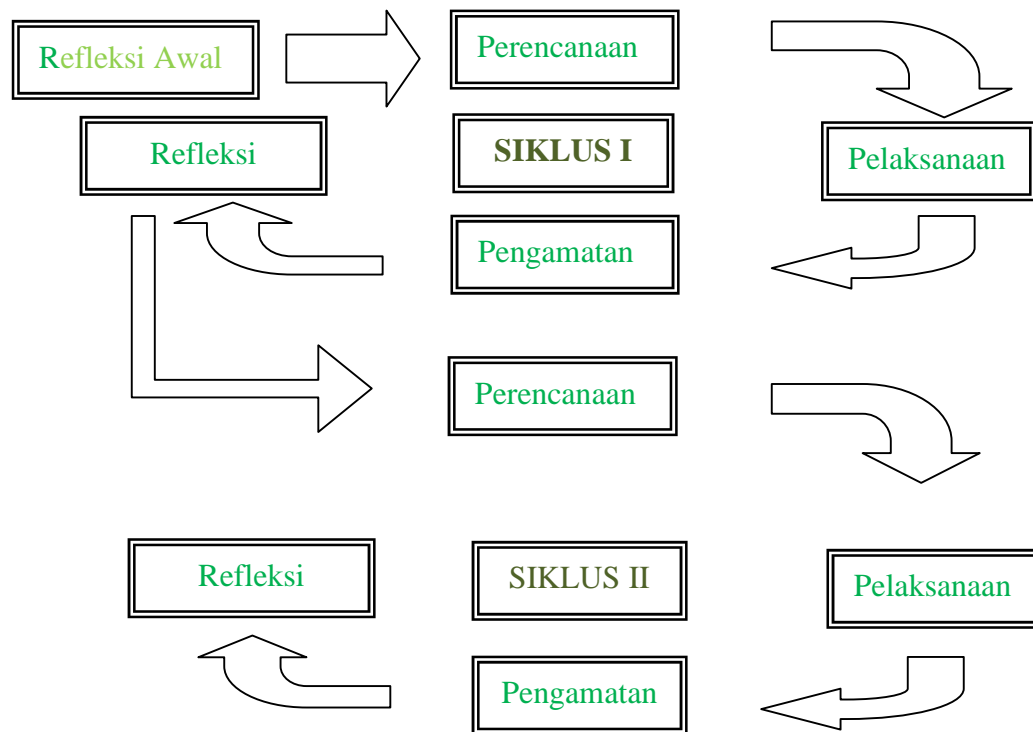 Refleksi Awal
Perencanaan
Refleksi
SIKLUS I
Pelaksanaan
Pengamatan
Perencanaan
Refleksi
SIKLUS II
Pelaksanaan
Pengamatan